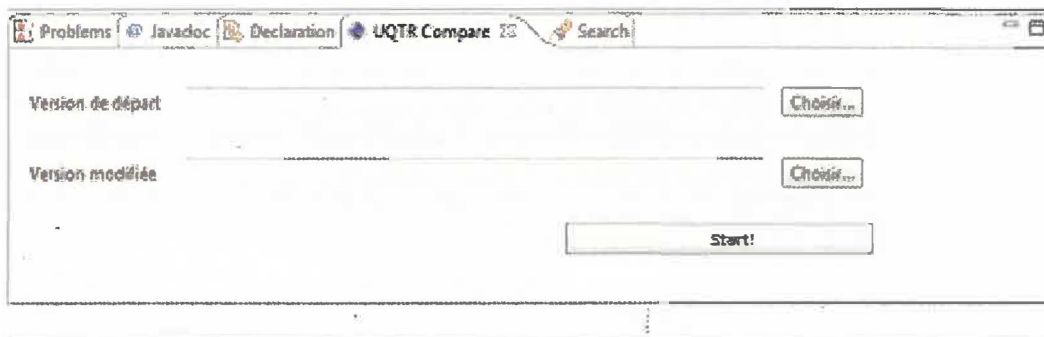 Problems @ Javadoc Declaration UQTR Compare Search
Version de départ Choisir...
Version modifiée Choisir...
Start!